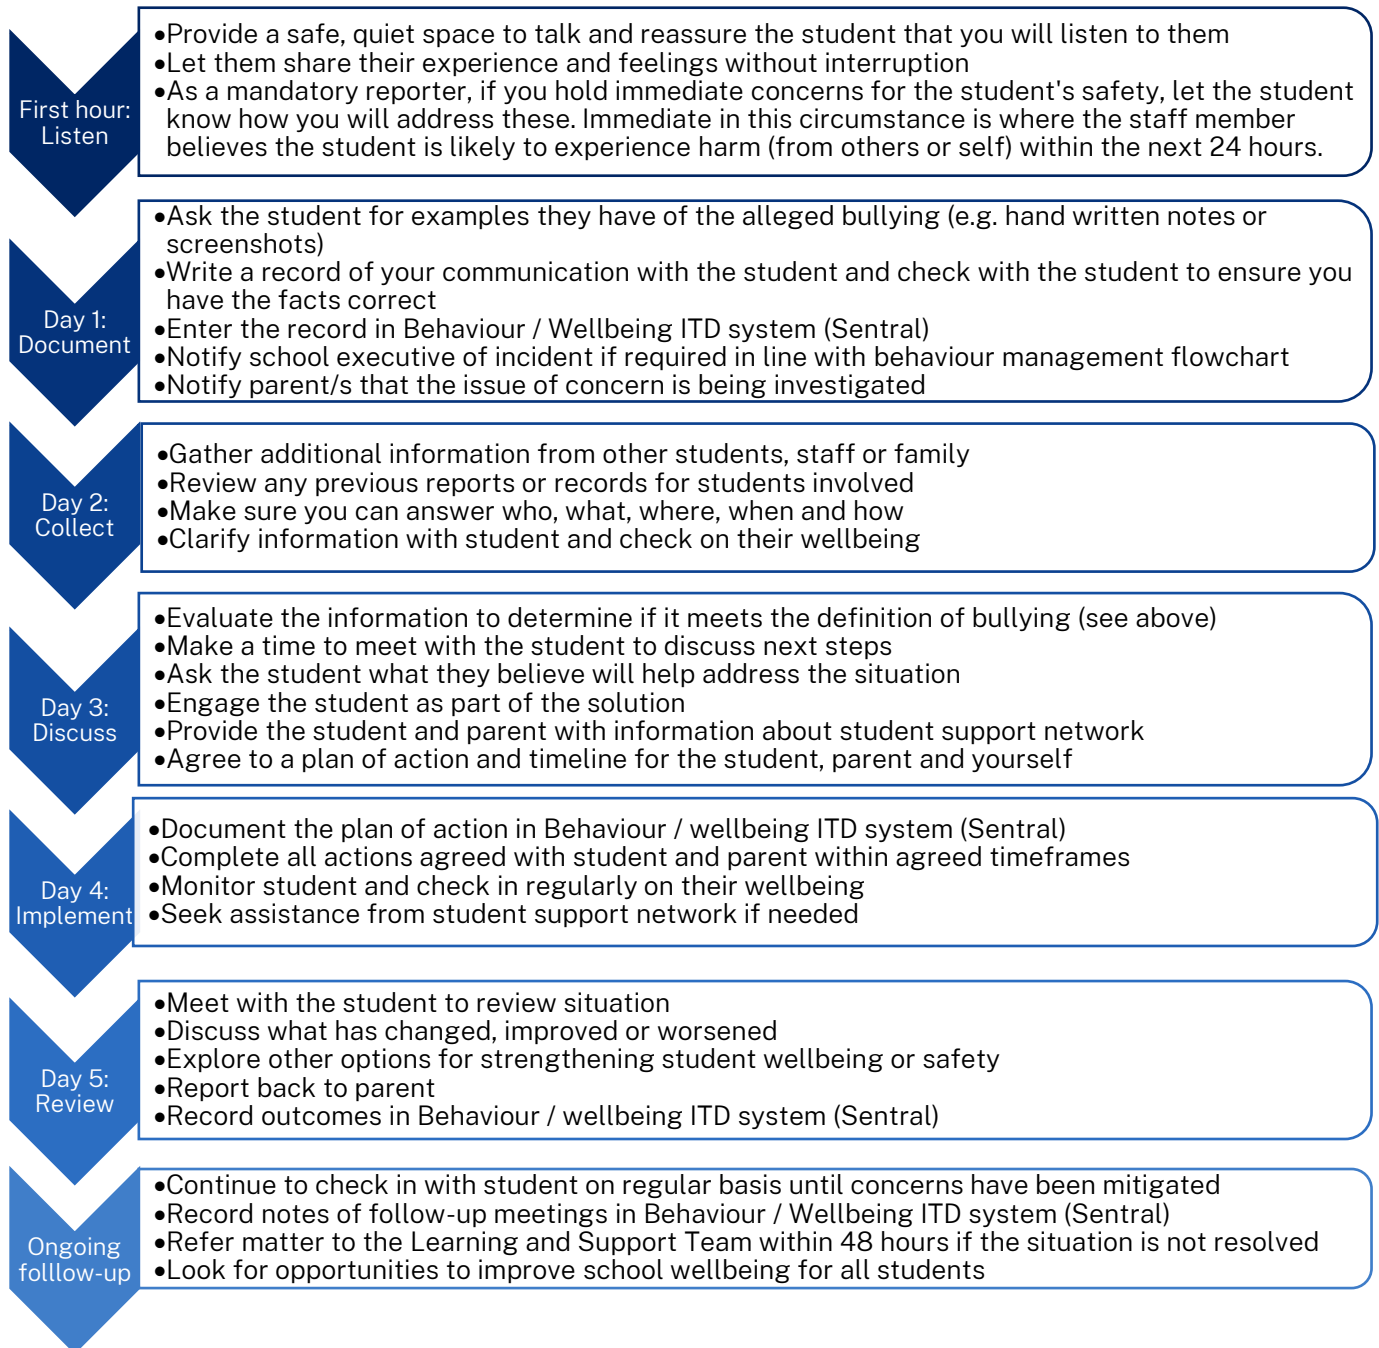 First hour:
Listen
•Provide a safe, quiet space to talk and reassure the student that you will listen to them
•Let them share their experience and feelings without interruption
•As a mandatory reporter, if you hold immediate concerns for the student's safety, let the student
know how you will address these. Immediate in this circumstance is where the staff member
believes the student is likely to experience harm (from others or self) within the next 24 hours.
Day 1:
Document
•Ask the student for examples they have of the alleged bullying (e.g. hand written notes or
screenshots)
•Write a record of your communication with the student and check with the student to ensure you
have the facts correct
•Enter the record in Behaviour / Wellbeing ITD system (Sentral)
•Notify school executive of incident if required in line with behaviour management flowchart
•Notify parent/s that the issue of concern is being investigated
Day 2:
Collect
•Gather additional information from other students, staff or family
•Review any previous reports or records for students involved
•Make sure you can answer who, what, where, when and how
•Clarify information with student and check on their wellbeing
Day 3:
Discuss
•Evaluate the information to determine if it meets the definition of bullying (see above)
•Make a time to meet with the student to discuss next steps
•Ask the student what they believe will help address the situation
•Engage the student as part of the solution
•Provide the student and parent with information about student support network
•Agree to a plan of action and timeline for the student, parent and yourself
Day 4:
Implement
•Document the plan of action in Behaviour / wellbeing ITD system (Sentral)
•Complete all actions agreed with student and parent within agreed timeframes
•Monitor student and check in regularly on their wellbeing
•Seek assistance from student support network if needed
Day 5:
Review
•Meet with the student to review situation
•Discuss what has changed, improved or worsened
•Explore other options for strengthening student wellbeing or safety
•Report back to parent
•Record outcomes in Behaviour / wellbeing ITD system (Sentral)
Ongoing
folllow-up
•Continue to check in with student on regular basis until concerns have been mitigated
•Record notes of follow-up meetings in Behaviour / Wellbeing ITD system (Sentral)
•Refer matter to the Learning and Support Team within 48 hours if the situation is not resolved
•Look for opportunities to improve school wellbeing for all students